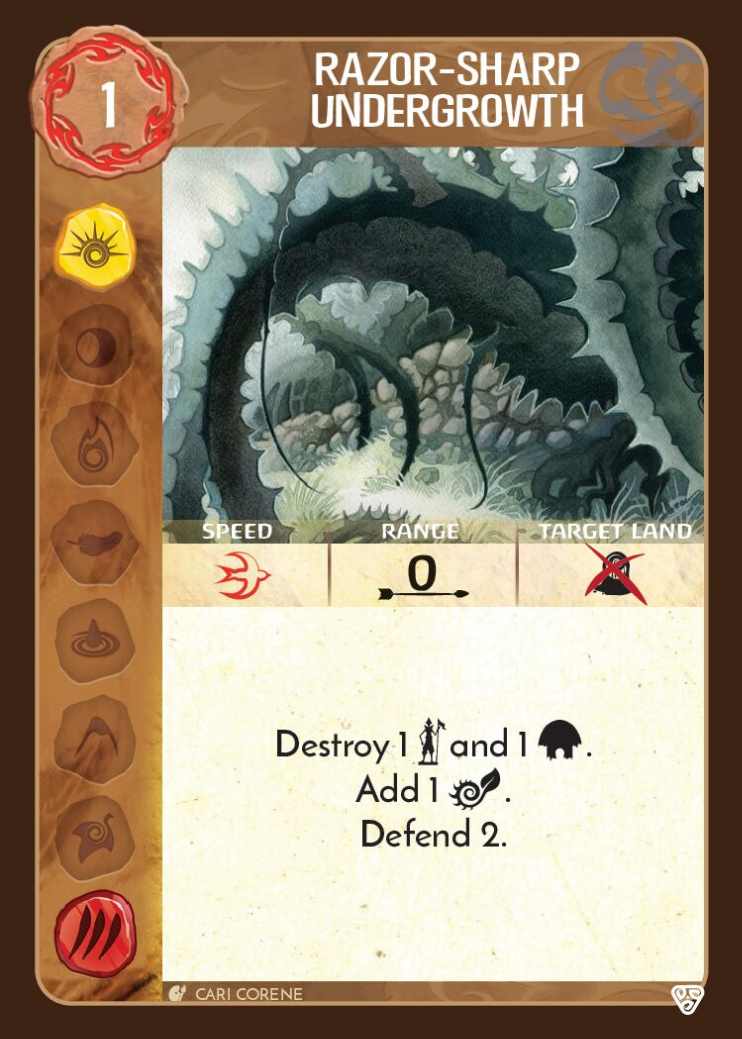 1
RAZOR-SHARP
UNDERGROWTH
SPEED RANGE TARGET LAND
0
Destroy 1 and 1 .
Add 1 .
Defend 2.
CARI CORENE